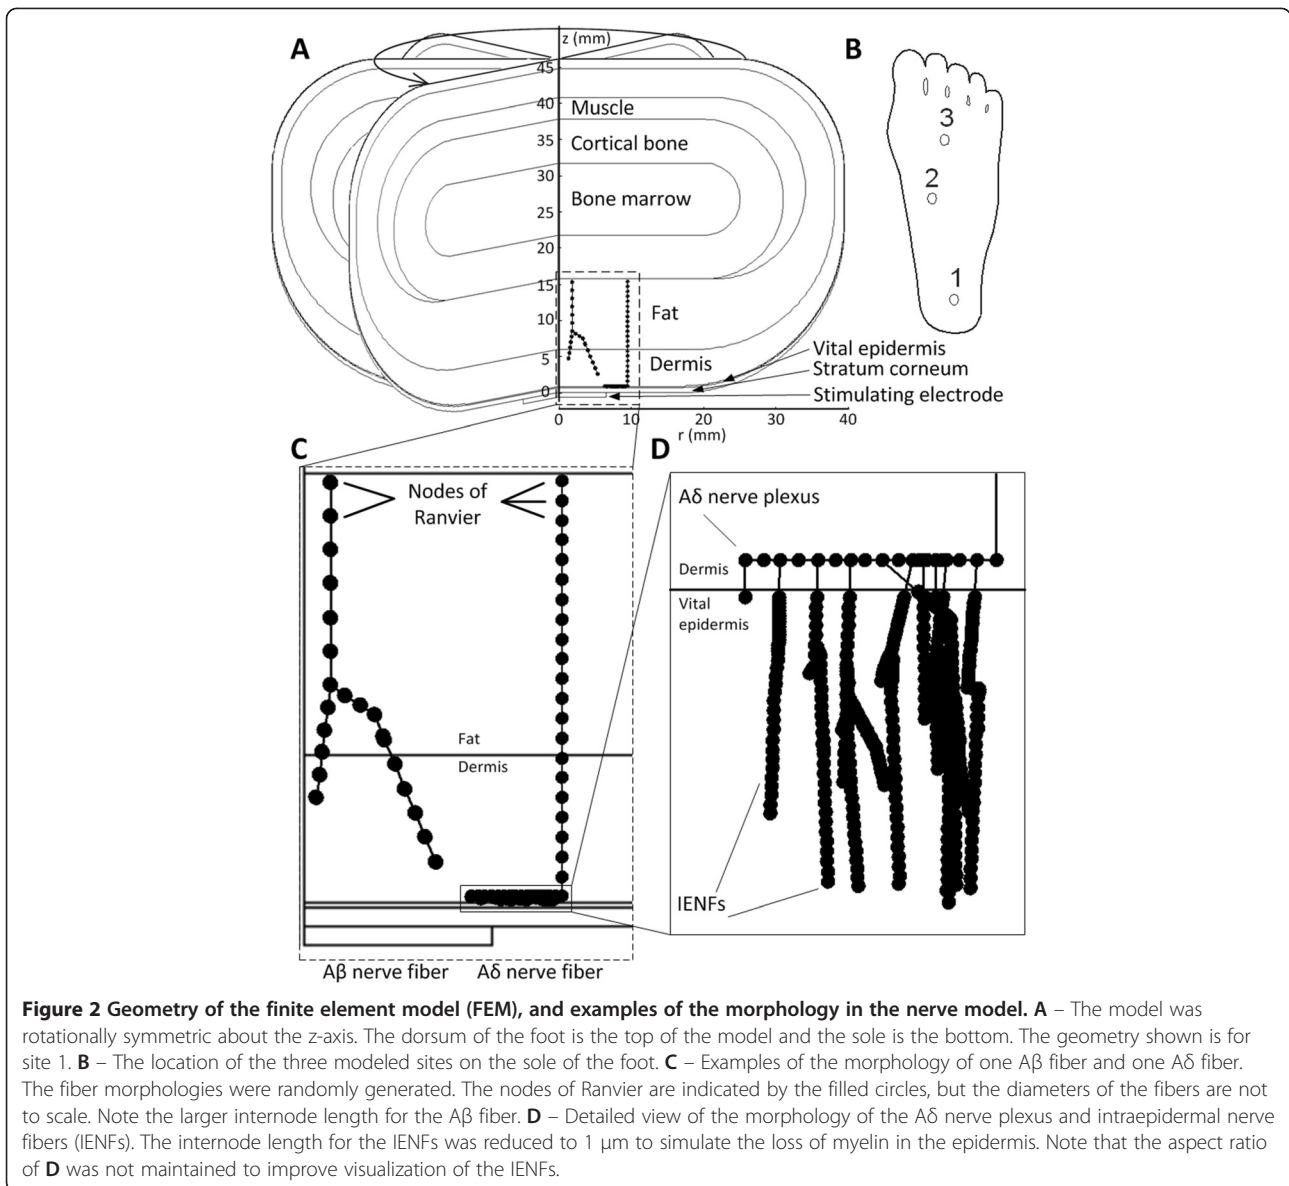 A
z (mm)
45
40
35
30
25
20
15
10
5
0
Muscle
Cortical bone
Bone marrow
Fat
Dermis
Vital epidermis
Stratum corneum
Stimulating electrode
0 10 20 30 40
r (mm)
B
3
2
1
C
Nodes of
Ranvier
Fat
Dermis
Aβ nerve fiber Aδ nerve fiber
D
Aδ nerve plexus
Dermis
Vital
epidermis
IENFs
Figure 2 Geometry of the finite element model (FEM), and examples of the morphology in the nerve model. A – The model was
rotationally symmetric about the z-axis. The dorsum of the foot is the top of the model and the sole is the bottom. The geometry shown is for
site 1. B – The location of the three modeled sites on the sole of the foot. C – Examples of the morphology of one Aβ fiber and one Aδ fiber.
The fiber morphologies were randomly generated. The nodes of Ranvier are indicated by the filled circles, but the diameters of the fibers are not
to scale. Note the larger internode length for the Aβ fiber. D – Detailed view of the morphology of the Aδ nerve plexus and intraepidermal nerve
fibers (IENFs). The internode length for the IENFs was reduced to 1 μm to simulate the loss of myelin in the epidermis. Note that the aspect ratio
of D was not maintained to improve visualization of the IENFs.